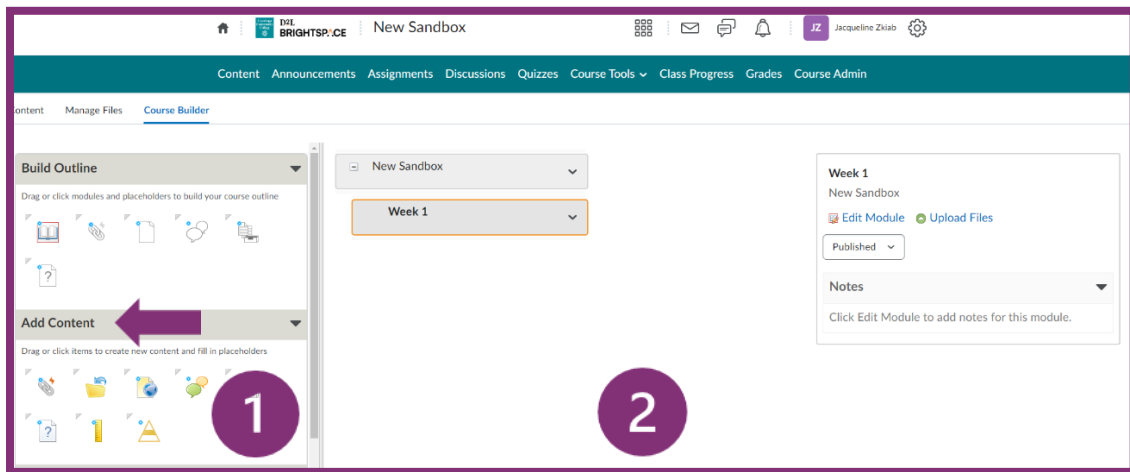 D2L
BRIGHTSPACE
New Sandbox
JZ
Jacqueline Zkiab
Content Announcements Assignments Discussions Quizzes Course Tools Class Progress Grades Course Admin
ontent Manage Files Course Builder
Build Outline
Drag or click modules and placeholders to build your course outline
?
Add Content
Drag or click items to create new content and fill in placeholders
?
1
New Sandbox
Week 1
2
Week 1
New Sandbox
Edit Module Upload Files
Published
Notes
Click Edit Module to add notes for this module.